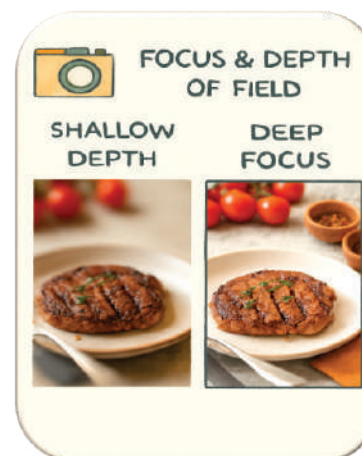 FOCUS & DEPTH
OF FIELD
SHALLOW
DEPTH
DEEP
FOCUS